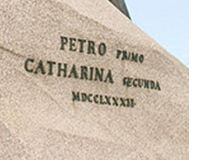 PETRO PRIMO
CATHARINA SECUNDA
MDCCLXXXII